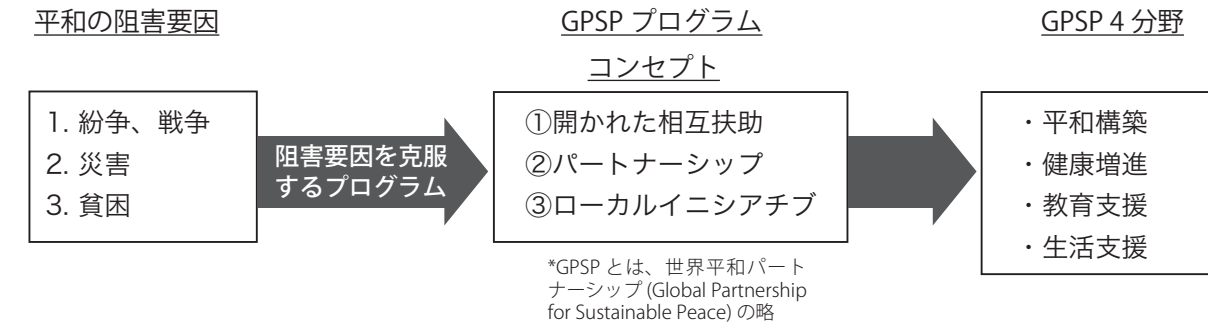 平和の阻害要因
1. 紛争、戦争
2. 災害
3. 貧困
阻害要因を克服
するプログラム
GPSP プログラム
コンセプト
①開かれた相互扶助
②パートナーシップ
③ローカルイニシアチブ
*GPSP とは、世界平和パート
ナーシップ (Global Partnership
for Sustainable Peace) の略
GPSP 4 分野
・平和構築
・健康増進
・教育支援
・生活支援